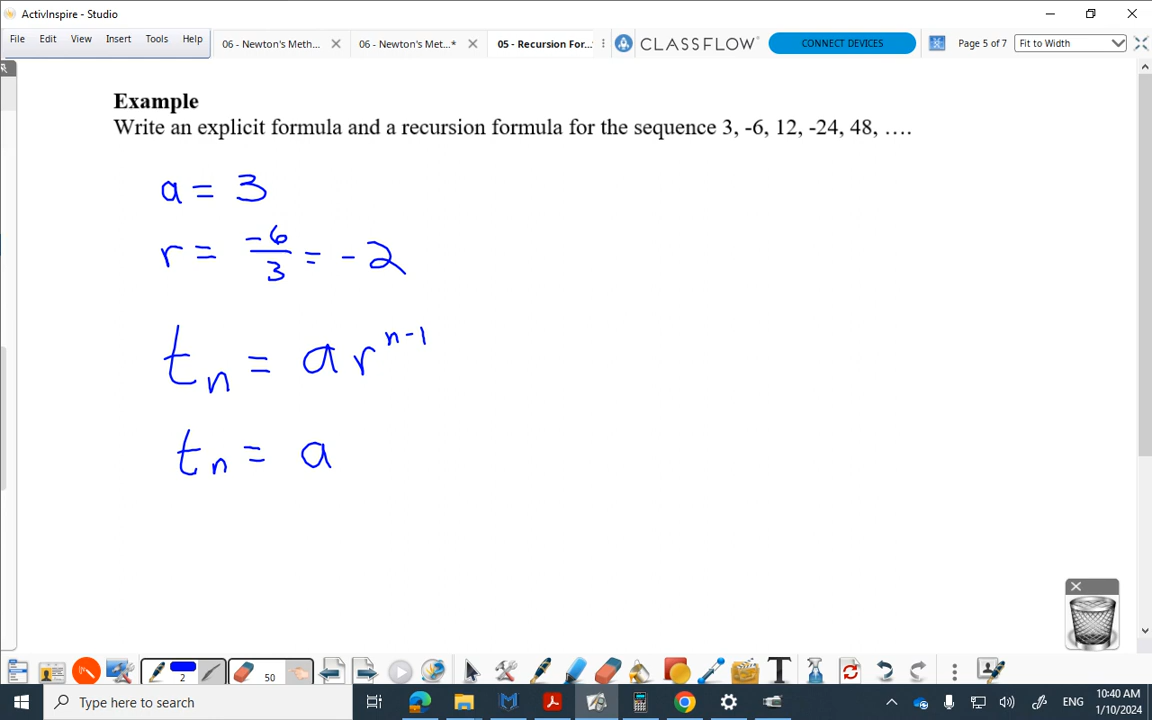 ActivInspire - Studio
File Edit View Insert Tools Help
06 - Newton's Meth...
06 - Newton's Met...*
05 - Recursion For...
CLASSFLOW
CONNECT DEVICES
Page 5 of 7
Fit to Width
Example
Write an explicit formula and a recursion formula for the sequence 3, -6, 12, -24, 48, ….
a = 3
r = -6/3 = -2
tₙ = a rⁿ⁻¹
tₙ = a
2
50
T
Type here to search
ENG
10:40 AM
1/10/2024